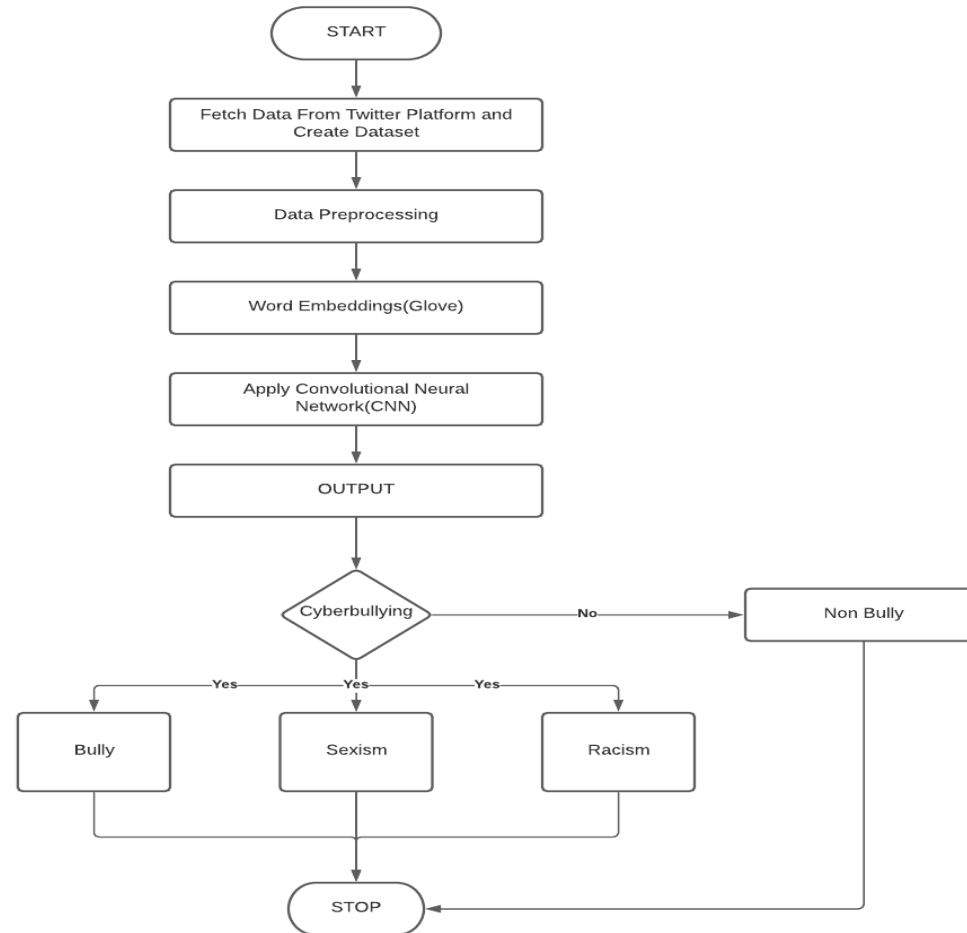 START
Fetch Data From Twitter Platform and
Create Dataset
Data Preprocessing
Word Embeddings(Glove)
Apply Convolutional Neural
Network(CNN)
OUTPUT
Cyberbullying
No
Non Bully
Yes
Yes
Yes
Bully
Sexism
Racism
STOP